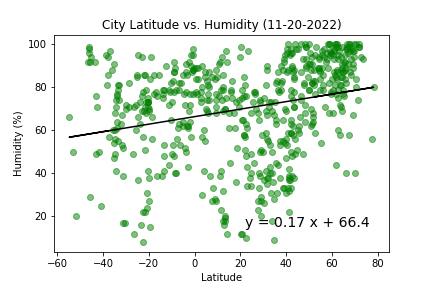 City Latitude vs. Humidity (11-20-2022)
100
80
60
40
20
Humidity (%)
y = 0.17 x + 66.4
−60 −40 −20 0 20 40 60 80
Latitude